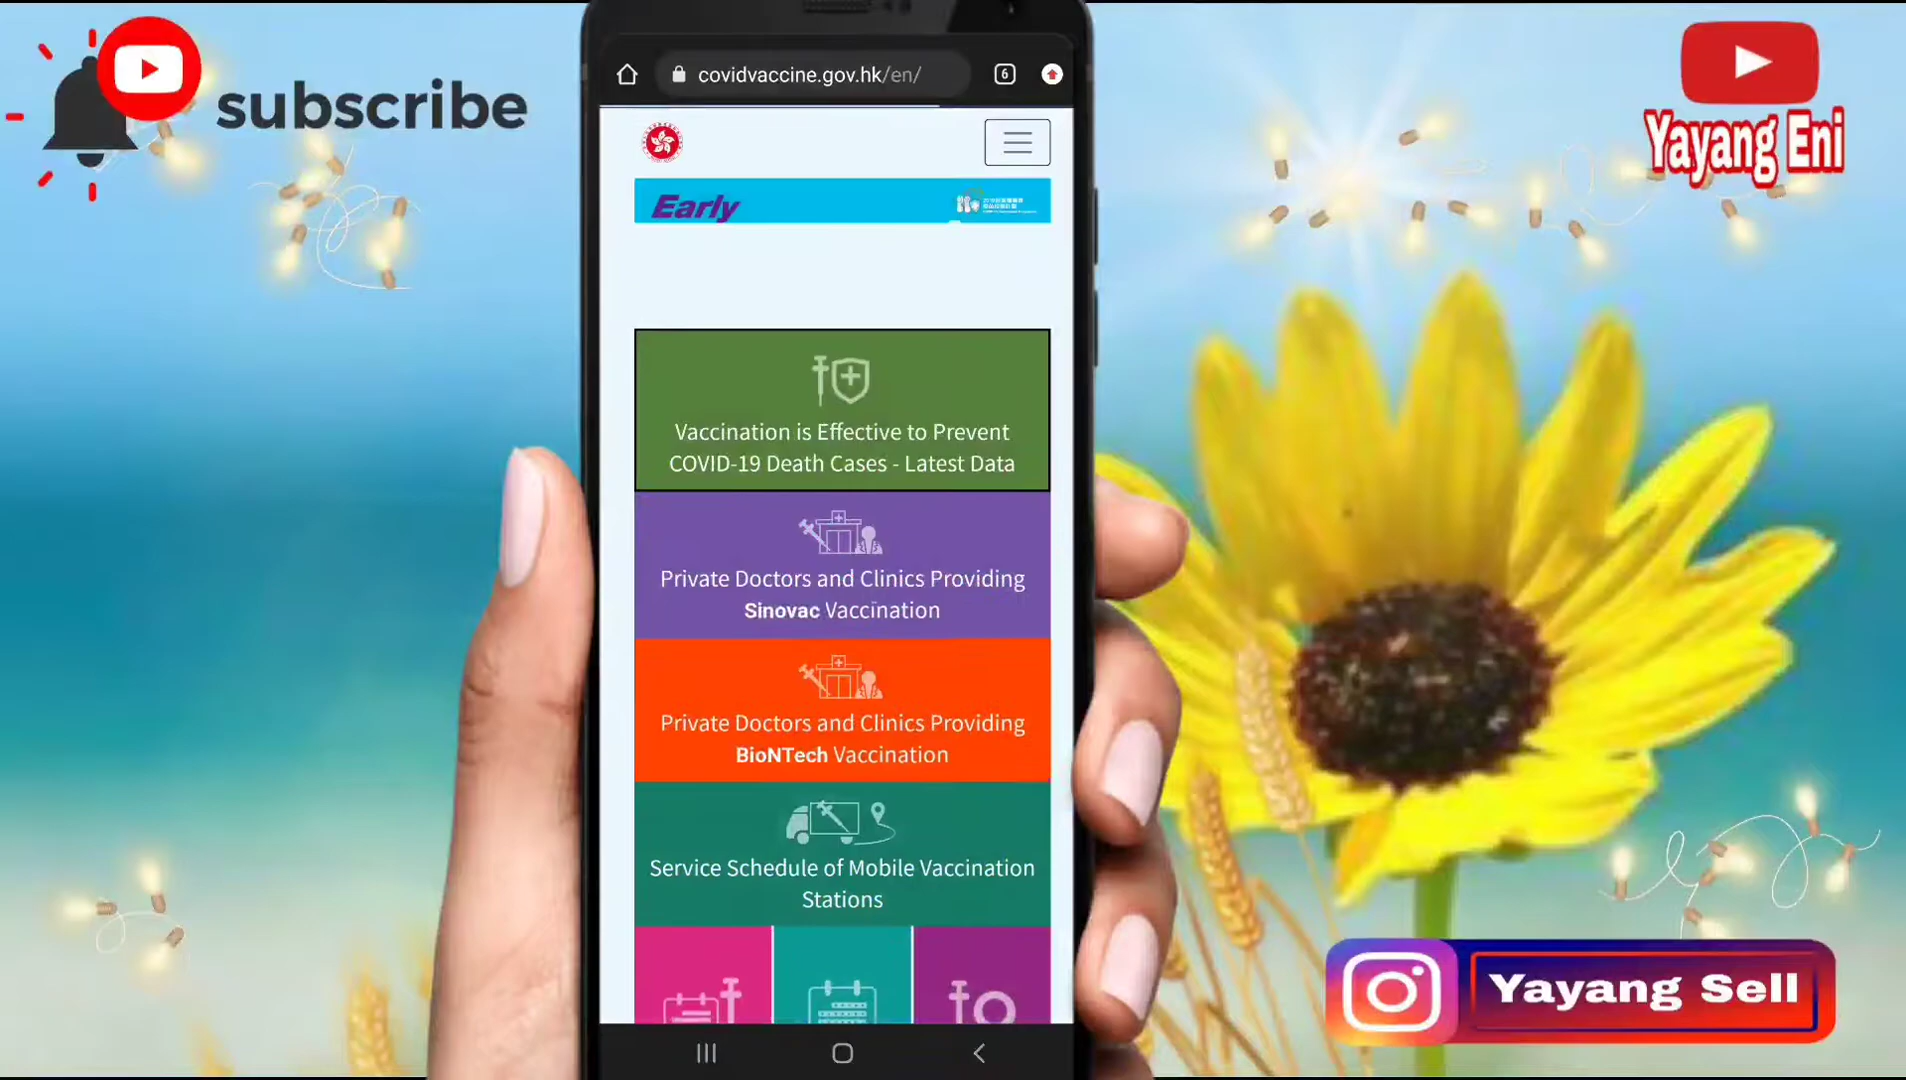 subscribe
covidvaccine.gov.hk/en/
6
Yayang Eni
Early
Vaccination is Effective to Prevent
COVID-19 Death Cases - Latest Data
Private Doctors and Clinics Providing
Sinovac Vaccination
Private Doctors and Clinics Providing
BioNTech Vaccination
Service Schedule of Mobile Vaccination
Stations
Yayang Sell